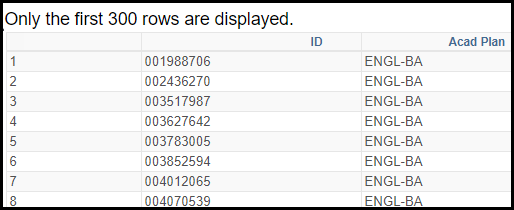 Only the first 300 rows are displayed.
ID Acad Plan
1 001988706 ENGL-BA
2 002436270 ENGL-BA
3 003517987 ENGL-BA
4 003627642 ENGL-BA
5 003783005 ENGL-BA
6 003852594 ENGL-BA
7 004012065 ENGL-BA
8 004070539 ENGL-BA